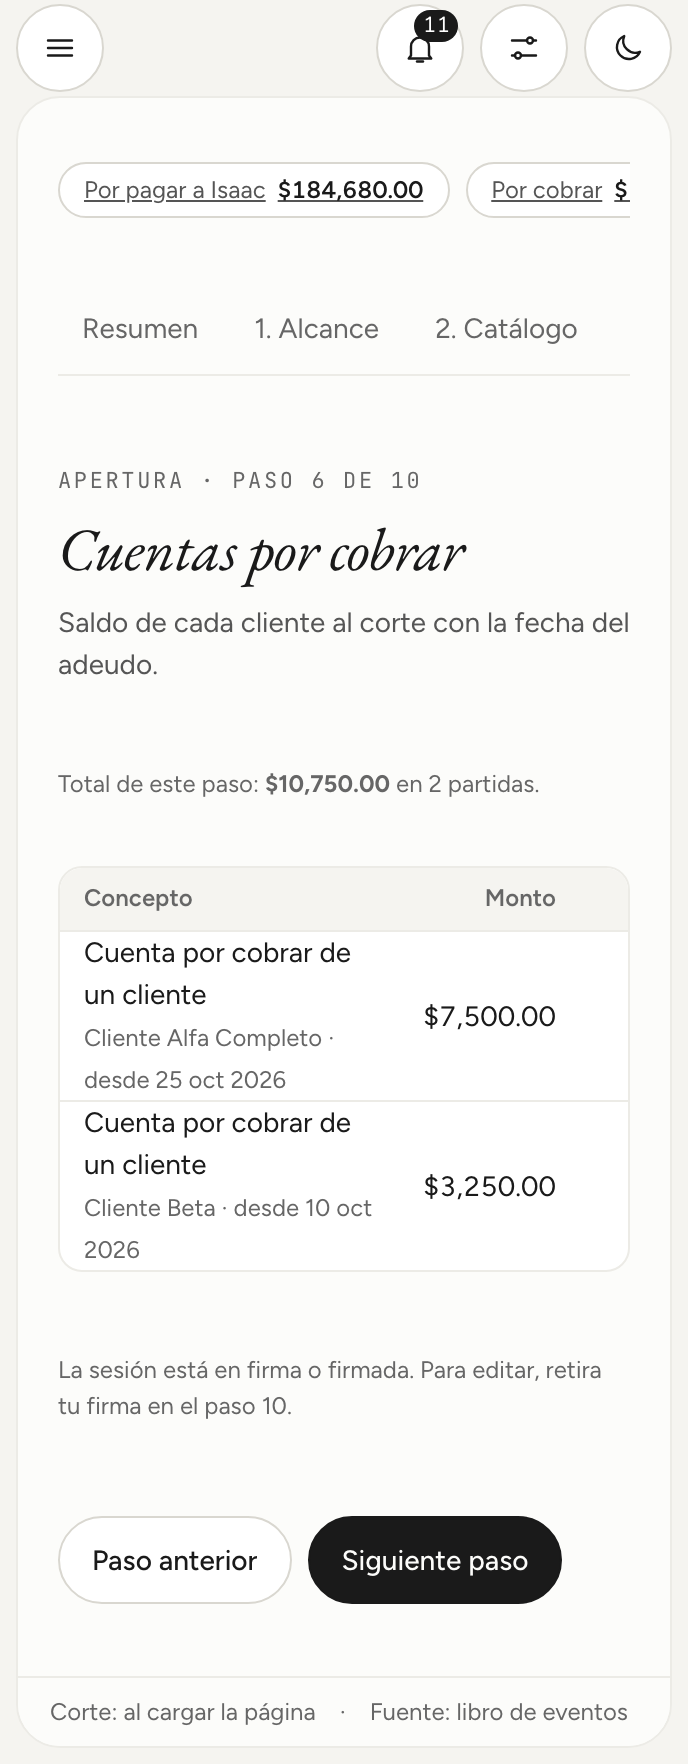 11
Por pagar a Isaac $184,680.00 Por cobrar $
Resumen 1. Alcance 2. Catálogo
APERTURA · PASO 6 DE 10
Cuentas por cobrar
Saldo de cada cliente al corte con la fecha del
adeudo.
Total de este paso: $10,750.00 en 2 partidas.
Concepto Monto
Cuenta por cobrar de
un cliente
Cliente Alfa Completo ·
desde 25 oct 2026
$7,500.00
Cuenta por cobrar de
un cliente
Cliente Beta · desde 10 oct
2026
$3,250.00
La sesión está en firma o firmada. Para editar, retira
tu firma en el paso 10.
Paso anterior Siguiente paso
Corte: al cargar la página · Fuente: libro de eventos